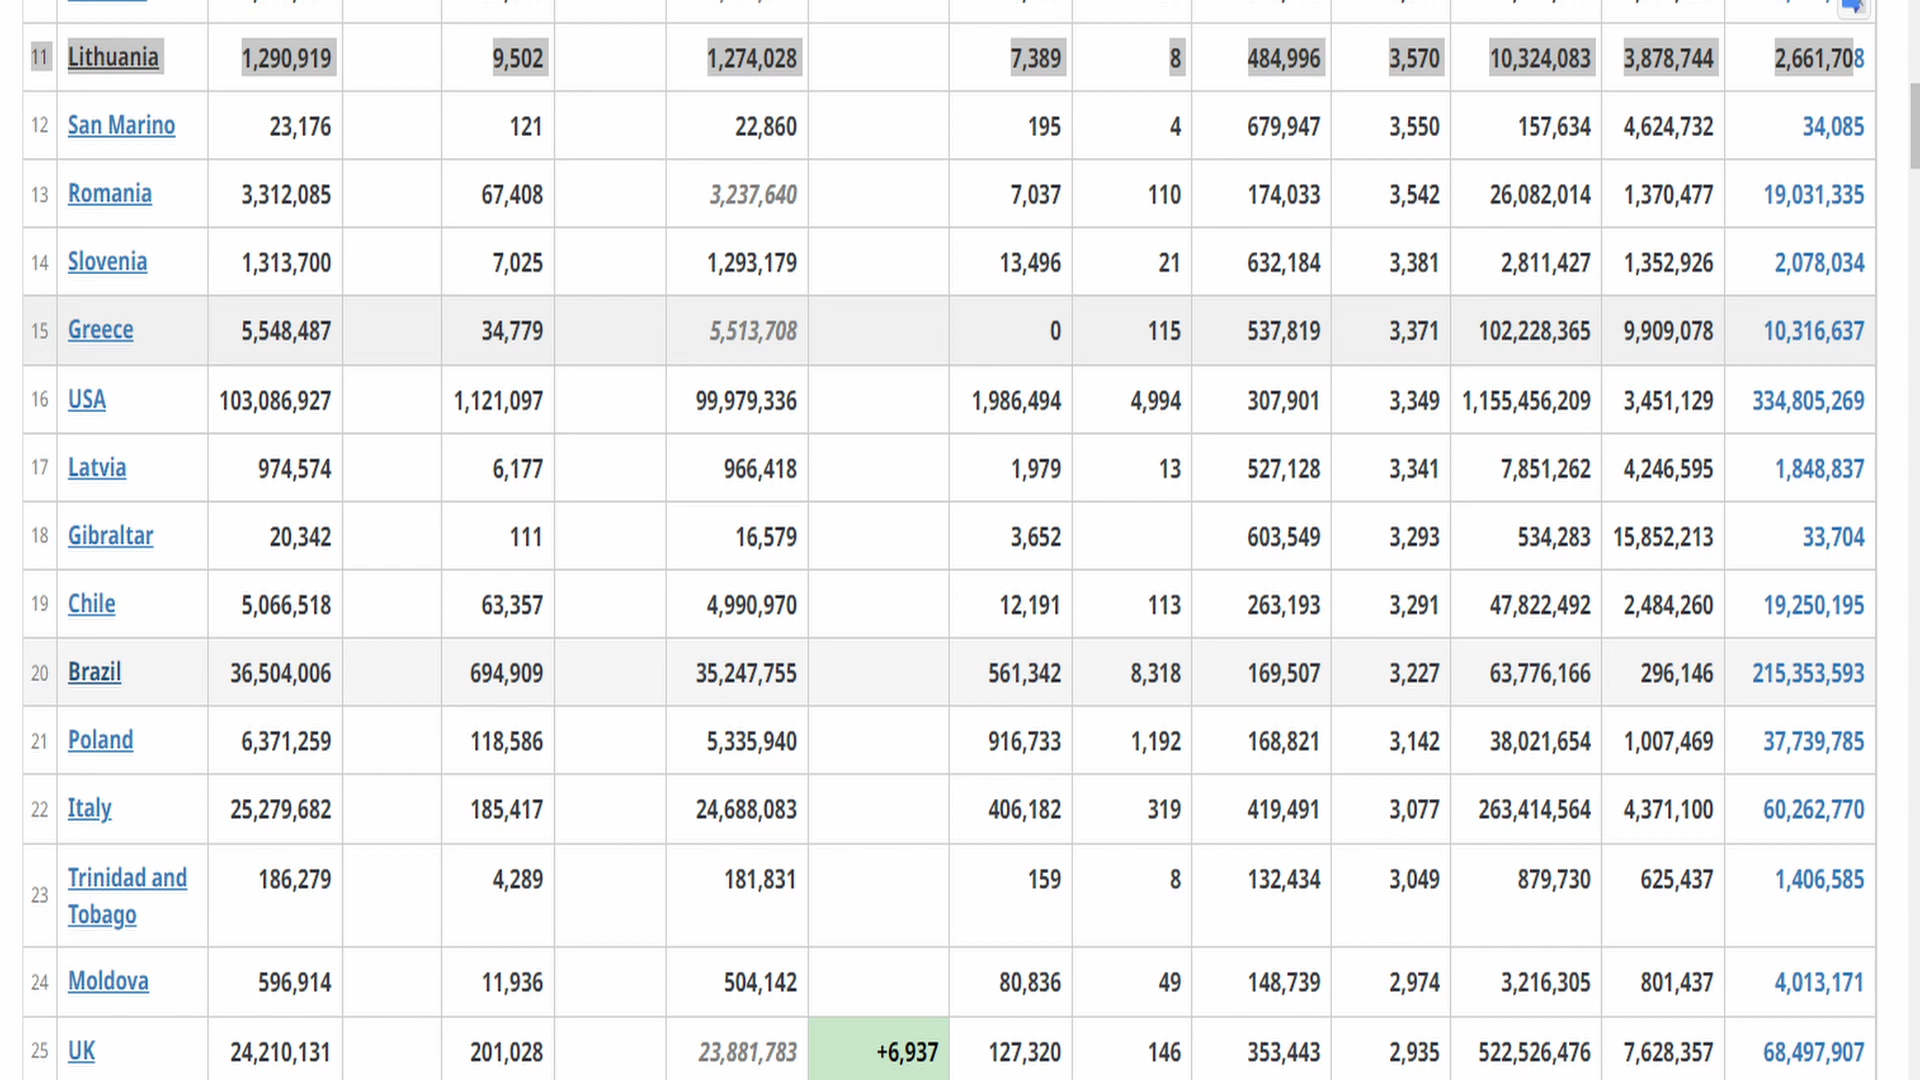 11 Lithuania 1,290,919 9,502 1,274,028 7,389 8 484,996 3,570 10,324,083 3,878,744 2,661,708
12 San Marino 23,176 121 22,860 195 4 679,947 3,550 157,634 4,624,732 34,085
13 Romania 3,312,085 67,408 3,237,640 7,037 110 174,033 3,542 26,082,014 1,370,477 19,031,335
14 Slovenia 1,313,700 7,025 1,293,179 13,496 21 632,184 3,381 2,811,427 1,352,926 2,078,034
15 Greece 5,548,487 34,779 5,513,708 0 115 537,819 3,371 102,228,365 9,909,078 10,316,637
16 USA 103,086,927 1,121,097 99,979,336 1,986,494 4,994 307,901 3,349 1,155,456,209 3,451,129 334,805,269
17 Latvia 974,574 6,177 966,418 1,979 13 527,128 3,341 7,851,262 4,246,595 1,848,837
18 Gibraltar 20,342 111 16,579 3,652 603,549 3,293 534,283 15,852,213 33,704
19 Chile 5,066,518 63,357 4,990,970 12,191 113 263,193 3,291 47,822,492 2,484,260 19,250,195
20 Brazil 36,504,006 694,909 35,247,755 561,342 8,318 169,507 3,227 63,776,166 296,146 215,353,593
21 Poland 6,371,259 118,586 5,335,940 916,733 1,192 168,821 3,142 38,021,654 1,007,469 37,739,785
22 Italy 25,279,682 185,417 24,688,083 406,182 319 419,491 3,077 263,414,564 4,371,100 60,262,770
23 Trinidad and 186,279 4,289 181,831 159 8 132,434 3,049 879,730 625,437 1,406,585
Tobago
24 Moldova 596,914 11,936 504,142 80,836 49 148,739 2,974 3,216,305 801,437 4,013,171
25 UK 24,210,131 201,028 23,881,783 +6,937 127,320 146 353,443 2,935 522,526,476 7,628,357 68,497,907